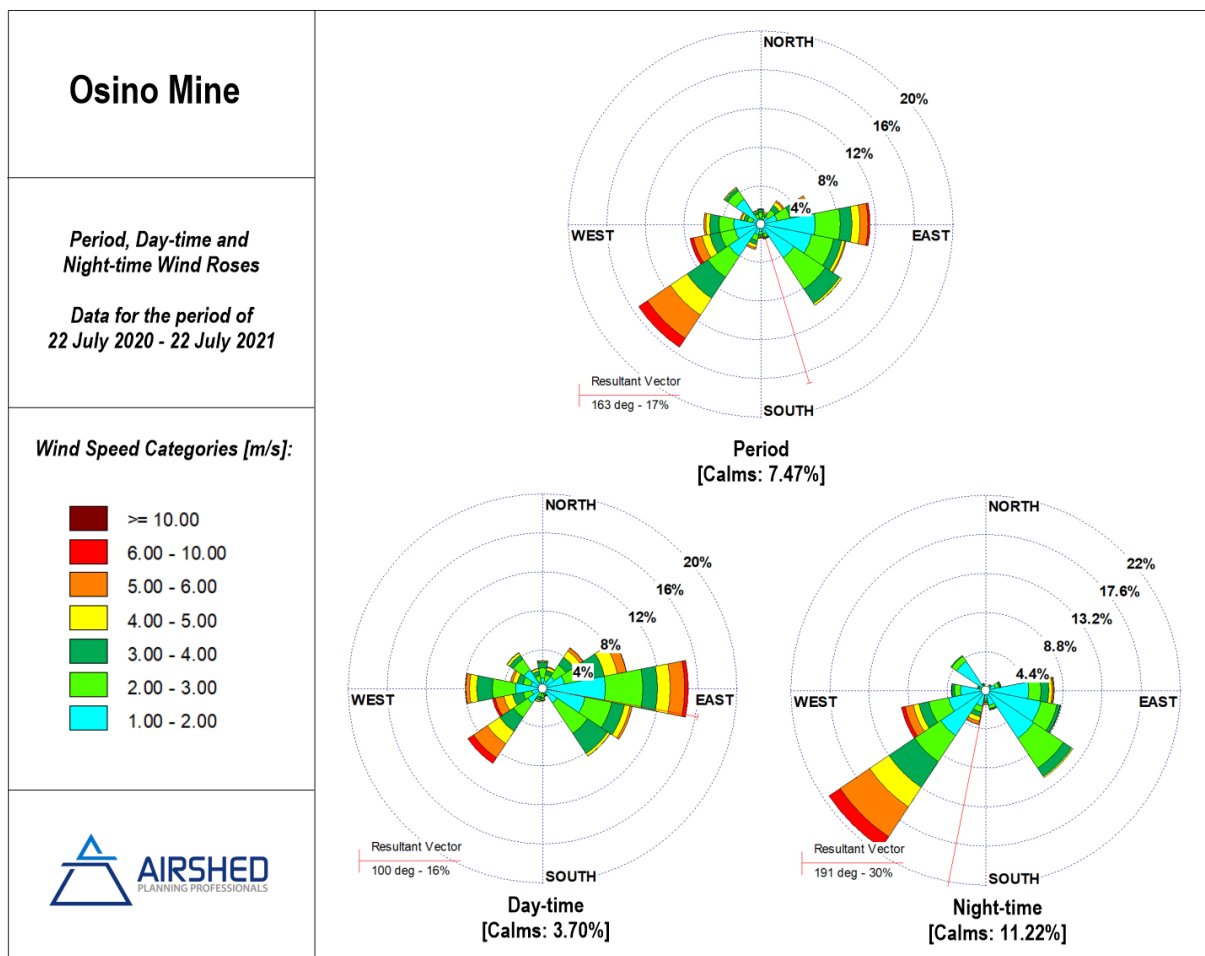 Osino Mine
Period, Day-time and
Night-time Wind Roses
Data for the period of
22 July 2020 - 22 July 2021
Wind Speed Categories [m/s]:
>= 10.00
6.00 - 10.00
5.00 - 6.00
4.00 - 5.00
3.00 - 4.00
2.00 - 3.00
1.00 - 2.00
AIRSHED
PLANNING PROFESSIONALS
NORTH
20%
16%
12%
8%
4%
WEST
EAST
Resultant Vector
163 deg - 17%
SOUTH
Period
[Calms: 7.47%]
NORTH
20%
16%
12%
8%
4%
WEST
EAST
Resultant Vector
100 deg - 16%
SOUTH
Day-time
[Calms: 3.70%]
NORTH
22%
17.6%
13.2%
8.8%
4.4%
WEST
EAST
Resultant Vector
191 deg - 30%
SOUTH
Night-time
[Calms: 11.22%]